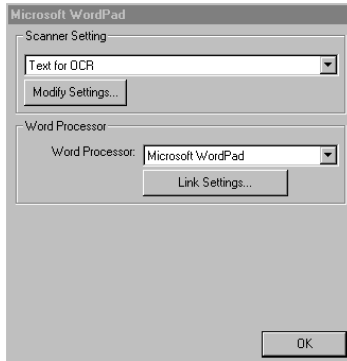 Microsoft WordPad
Scanner Setting
Text for OCR
Modify Settings...
Word Processor
Word Processor: Microsoft WordPad
Link Settings...
OK